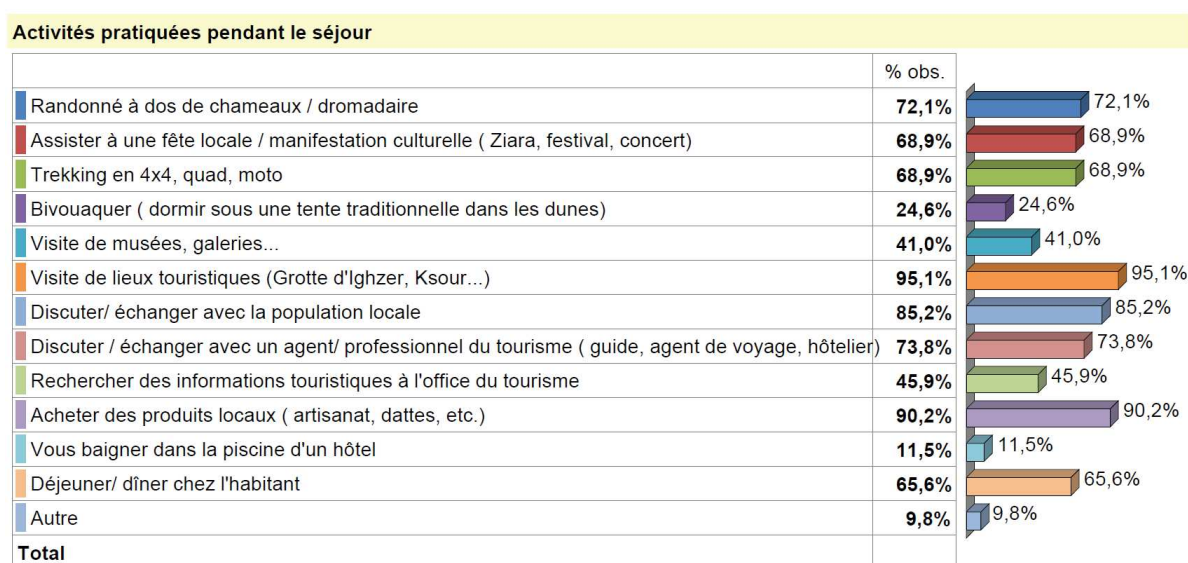 Activités pratiquées pendant le séjour
% obs.
Randonné à dos de chameaux / dromadaire 72,1% 72,1%
Assister à une fête locale / manifestation culturelle ( Ziara, festival, concert) 68,9% 68,9%
Trekking en 4x4, quad, moto 68,9% 68,9%
Bivouaquer ( dormir sous une tente traditionnelle dans les dunes) 24,6% 24,6%
Visite de musées, galeries... 41,0% 41,0%
Visite de lieux touristiques (Grotte d'Ighzer, Ksour...) 95,1% 95,1%
Discuter/ échanger avec la population locale 85,2% 85,2%
Discuter / échanger avec un agent/ professionnel du tourisme ( guide, agent de voyage, hôtelier) 73,8% 73,8%
Rechercher des informations touristiques à l'office du tourisme 45,9% 45,9%
Acheter des produits locaux ( artisanat, dattes, etc.) 90,2% 90,2%
Vous baigner dans la piscine d'un hôtel 11,5% 11,5%
Déjeuner/ dîner chez l'habitant 65,6% 65,6%
Autre 9,8% 9,8%
Total